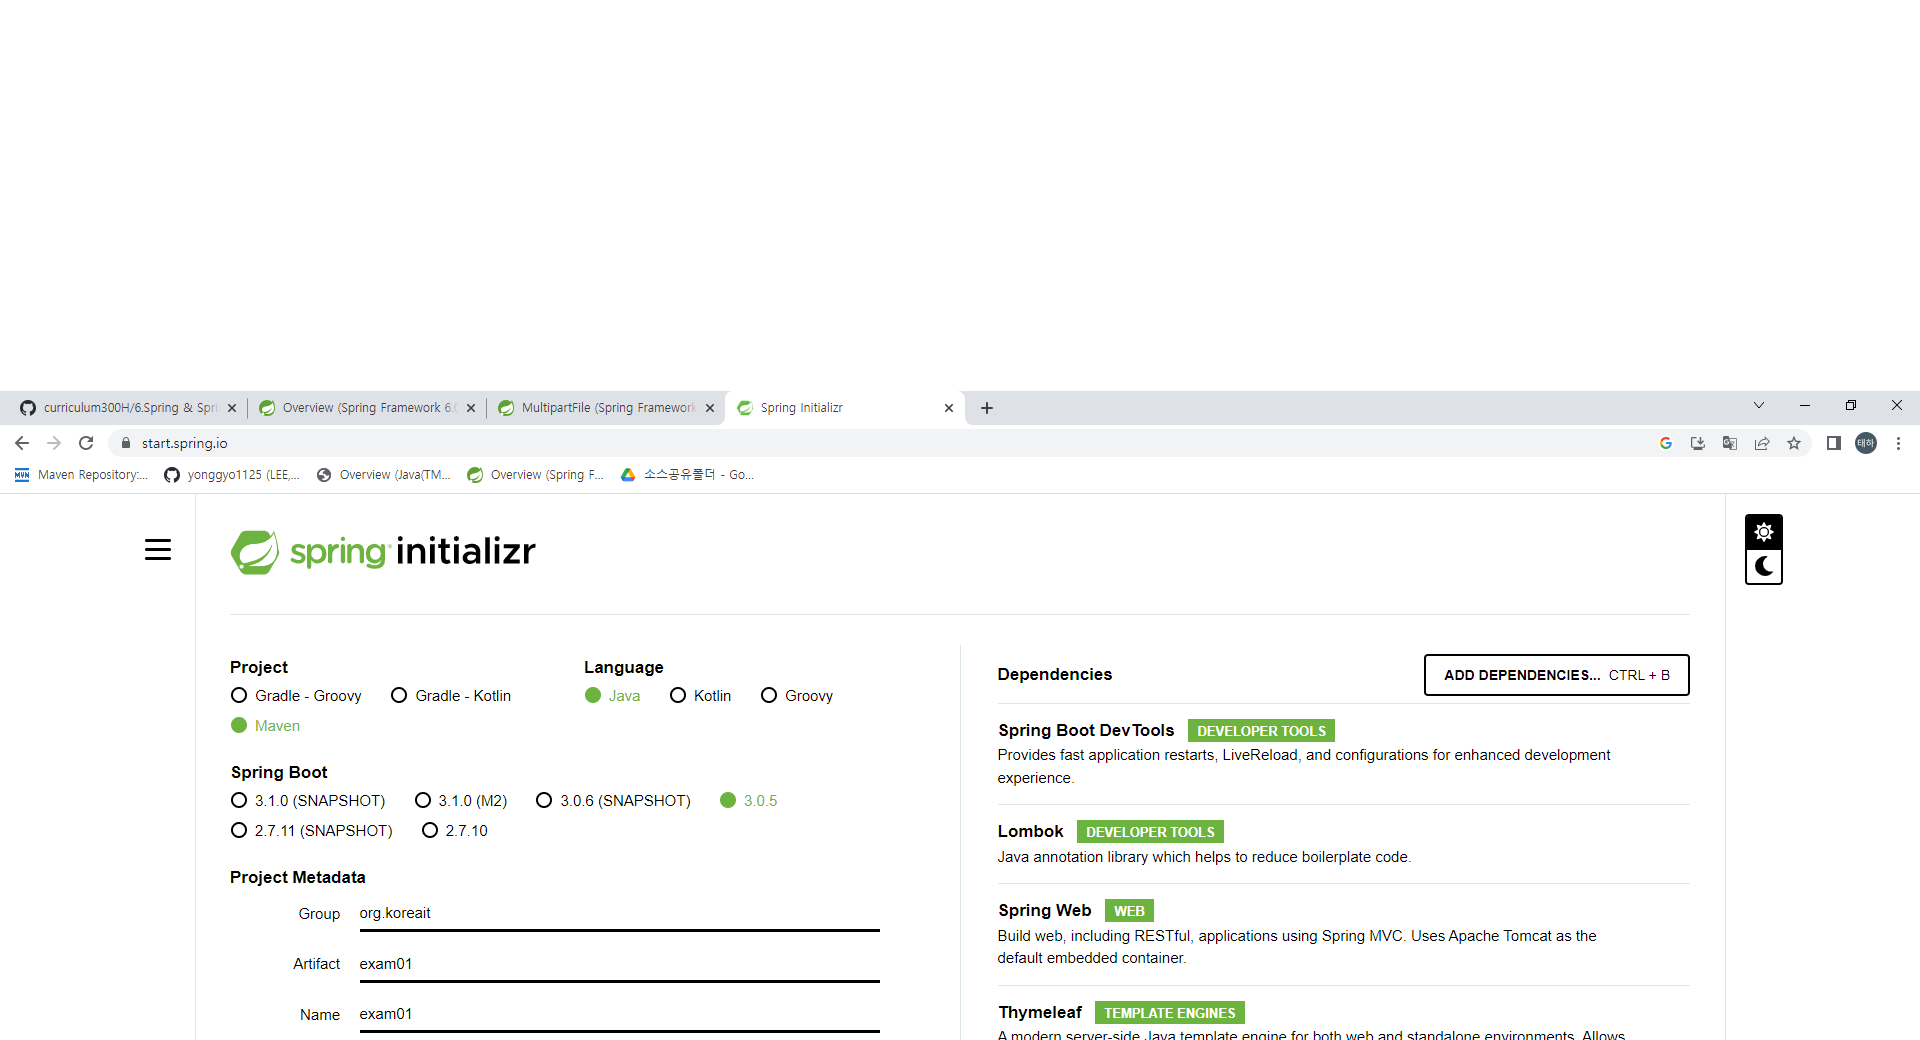 curriculum300H/6.Spring & Spri
Overview (Spring Framework 6.0
MultipartFile (Spring Framework
Spring Initializr
start.spring.io
태하
Maven Repository:...
yonggyo1125 (LEE,...
Overview (Java(TM...
Overview (Spring F...
소스공유폴더 - Go...
spring initializr
Project
Gradle - Groovy
Gradle - Kotlin
Maven
Language
Java
Kotlin
Groovy
Spring Boot
3.1.0 (SNAPSHOT)
3.1.0 (M2)
3.0.6 (SNAPSHOT)
3.0.5
2.7.11 (SNAPSHOT)
2.7.10
Project Metadata
Group org.koreait
Artifact exam01
Name exam01
Dependencies
ADD DEPENDENCIES... CTRL + B
Spring Boot DevTools DEVELOPER TOOLS
Provides fast application restarts, LiveReload, and configurations for enhanced development
experience.
Lombok DEVELOPER TOOLS
Java annotation library which helps to reduce boilerplate code.
Spring Web WEB
Build web, including RESTful, applications using Spring MVC. Uses Apache Tomcat as the
default embedded container.
Thymeleaf TEMPLATE ENGINES
A modern server-side Java template engine for both web and standalone environments. Allows